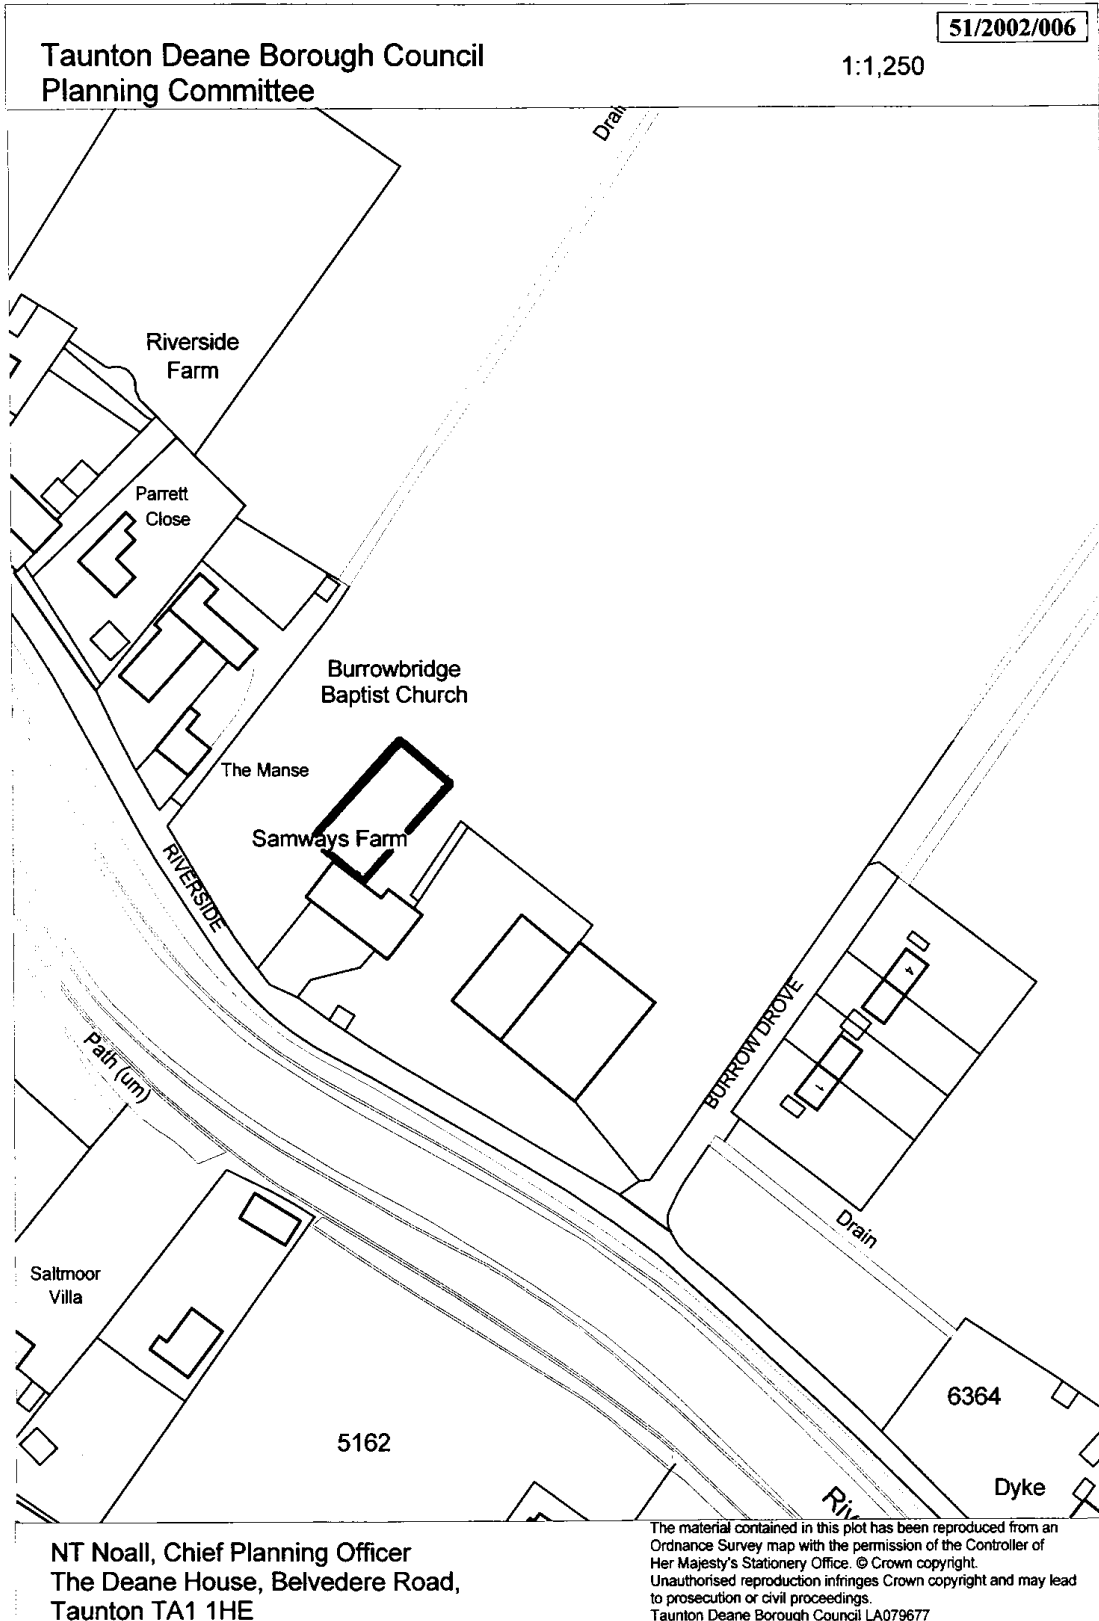 51/2002/006
Taunton Deane Borough Council
Planning Committee
1:1,250
Drain
Riverside
Farm
Parrett
Close
Burrowbridge
Baptist Church
The Manse
Samways Farm
RIVERSIDE
4
BURROW DROVE
1
Path (um)
Drain
Saltmoor
Villa
6364
5162
Dyke
Riv
NT Noall, Chief Planning Officer
The Deane House, Belvedere Road,
Taunton TA1 1HE
The material contained in this plot has been reproduced from an
Ordnance Survey map with the permission of the Controller of
Her Majesty's Stationery Office. © Crown copyright.
Unauthorised reproduction infringes Crown copyright and may lead
to prosecution or civil proceedings.
Taunton Deane Borough Council LA079677